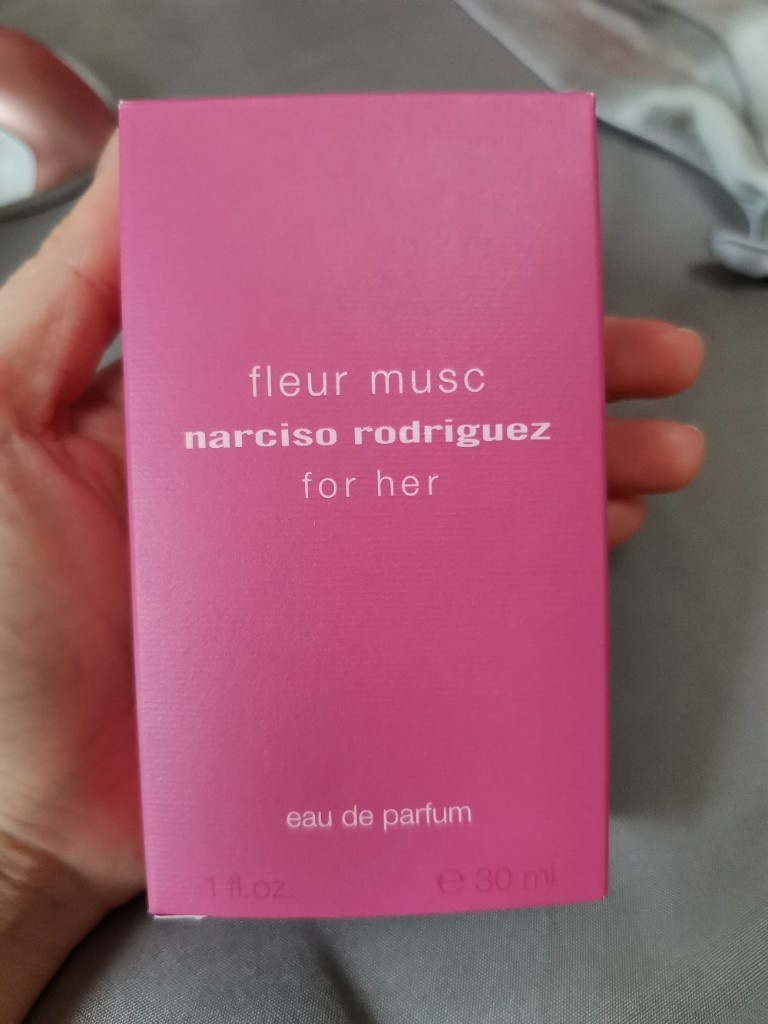 fleur musc
narciso rodriguez
for her
eau de parfum
1 fl.oz. ℮ 30 ml